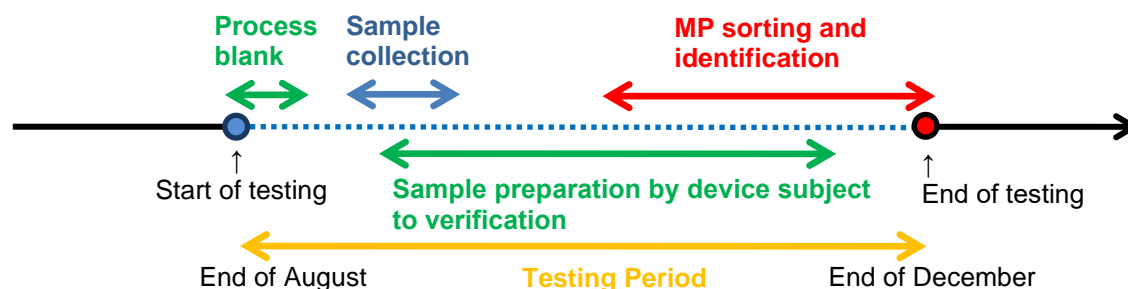 Process
blank
Sample
collection
MP sorting and
identification
↑
Start of testing
Sample preparation by device subject
to verification
↑
End of testing
End of August
Testing Period
End of December